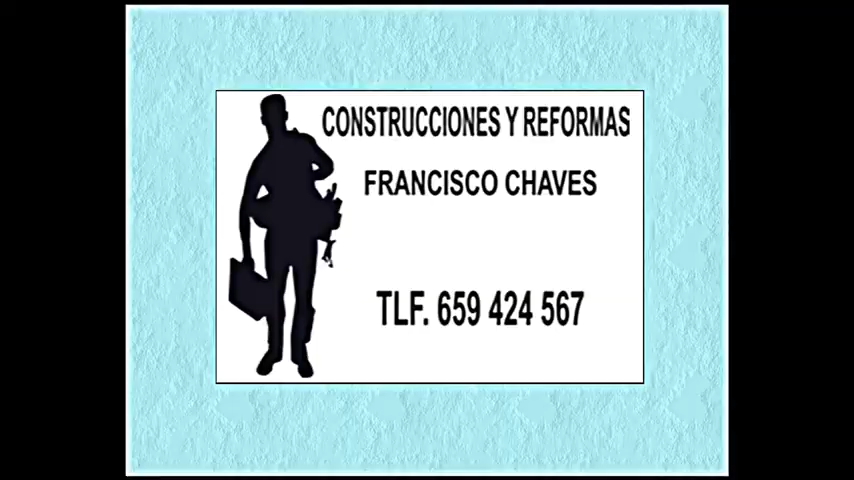 CONSTRUCCIONES Y REFORMAS
FRANCISCO CHAVES
TLF. 659 424 567